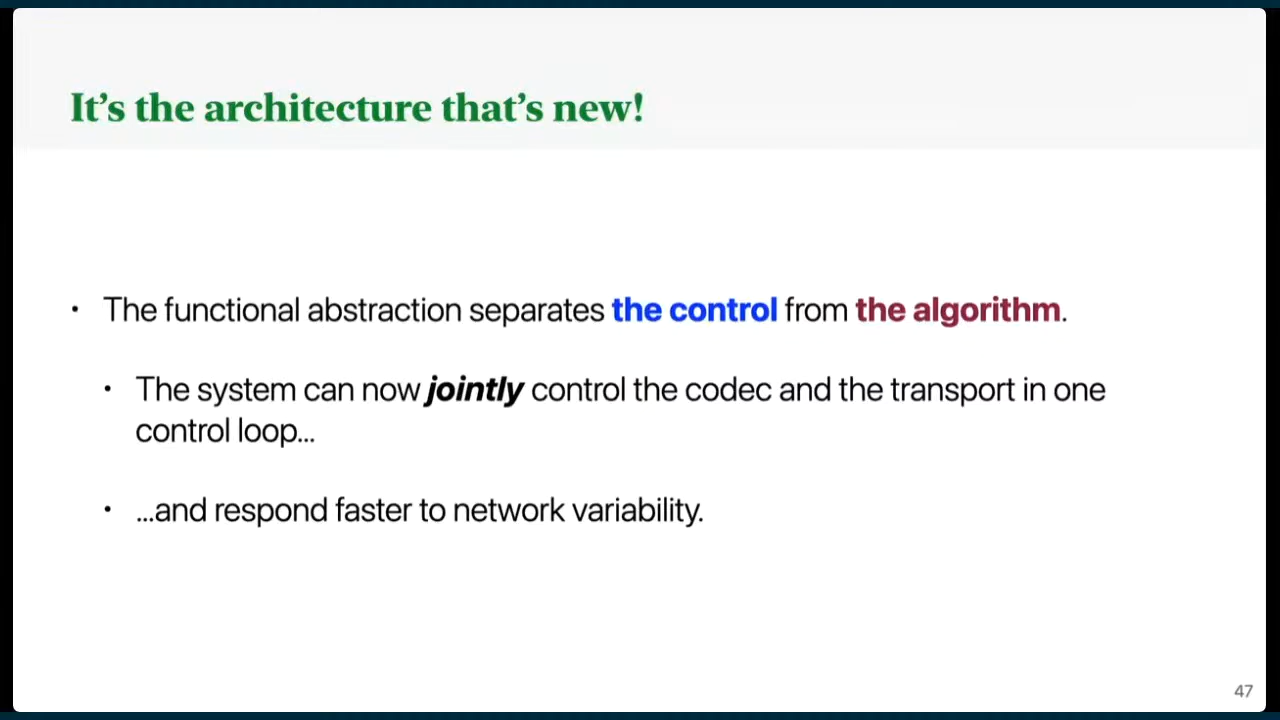 It’s the architecture that’s new!
• The functional abstraction separates the control from the algorithm.
• The system can now jointly control the codec and the transport in one
control loop…
• …and respond faster to network variability.
47